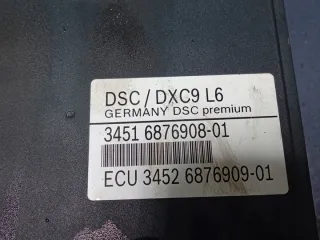 DSC / DXC9 L6
GERMANY DSC premium
3451 6876908-01
ECU 3452 6876909-01